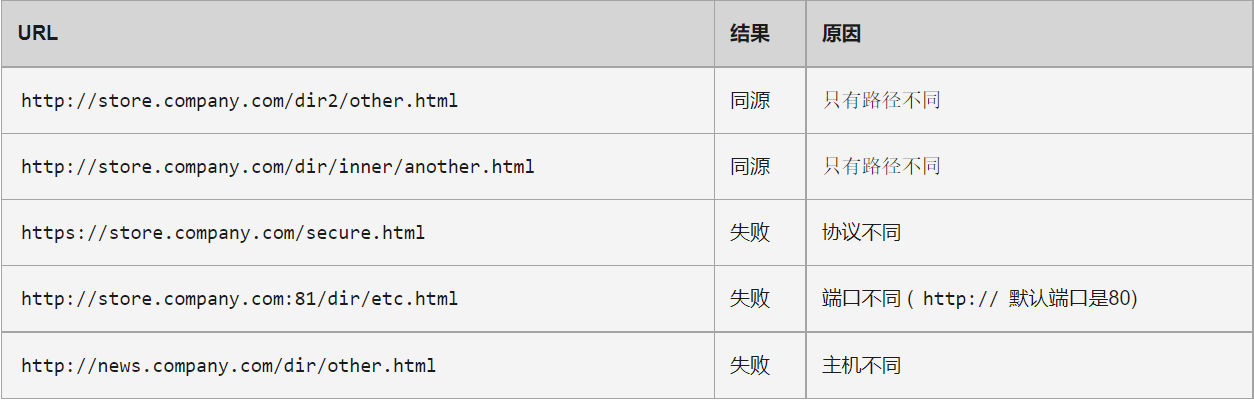 URL 结果 原因
http://store.company.com/dir2/other.html 同源 只有路径不同
http://store.company.com/dir/inner/another.html 同源 只有路径不同
https://store.company.com/secure.html 失败 协议不同
http://store.company.com:81/dir/etc.html 失败 端口不同 ( http:// 默认端口是80)
http://news.company.com/dir/other.html 失败 主机不同